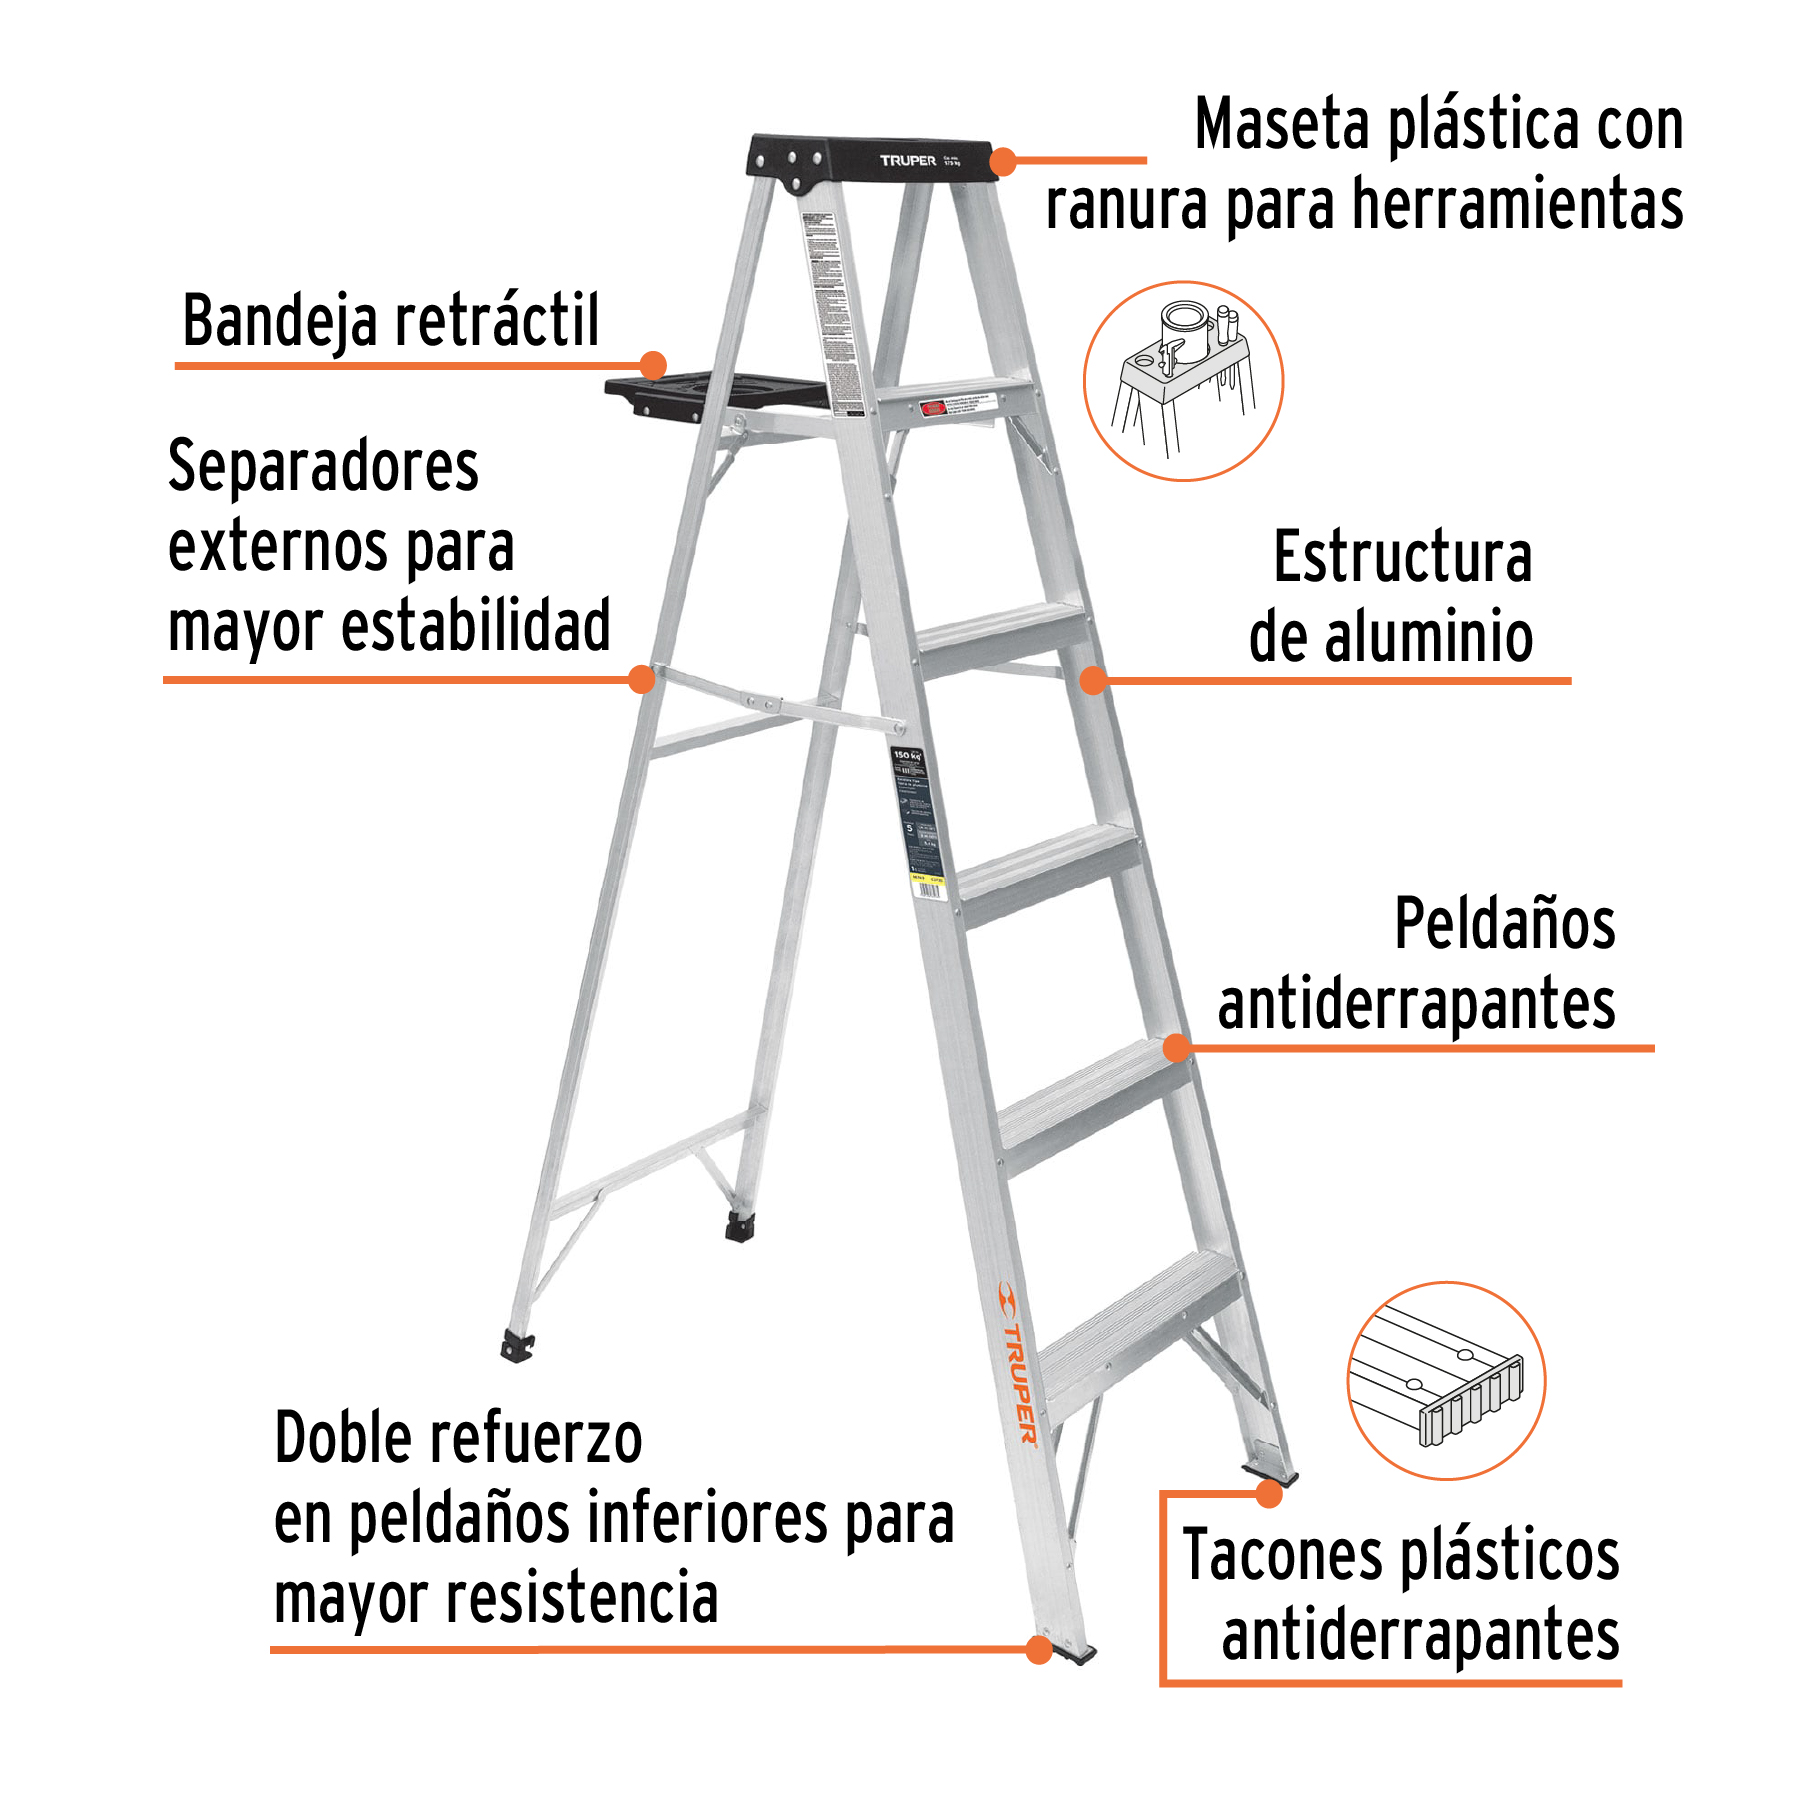 Maseta plástica con
ranura para herramientas
TRUPER
Bandeja retráctil
Separadores
externos para
mayor estabilidad
Estructura
de aluminio
150 kg
5
Peldaños
antiderrapantes
TRUPER
Doble refuerzo
en peldaños inferiores para
mayor resistencia
Tacones plásticos
antiderrapantes